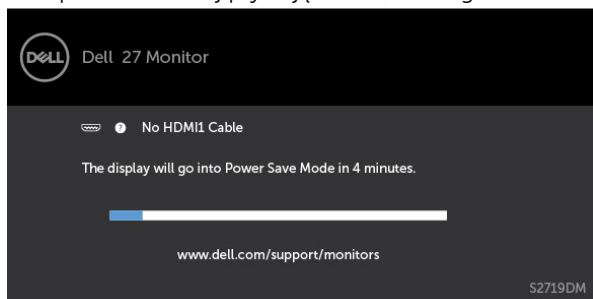 DELL
Dell 27 Monitor
? No HDMI1 Cable
The display will go into Power Save Mode in 4 minutes.
www.dell.com/support/monitors
S2719DM